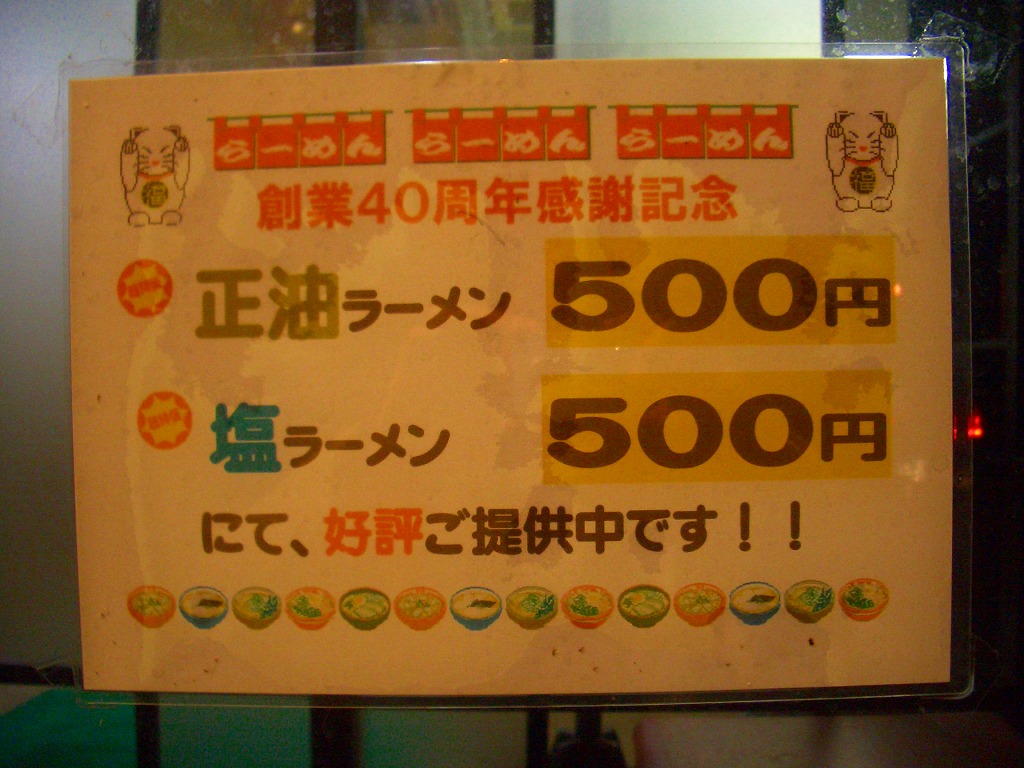 らーめん らーめん らーめん
福 福
創業40周年感謝記念
正油ラーメン 500円
塩ラーメン 500円
にて、好評ご提供中です！！